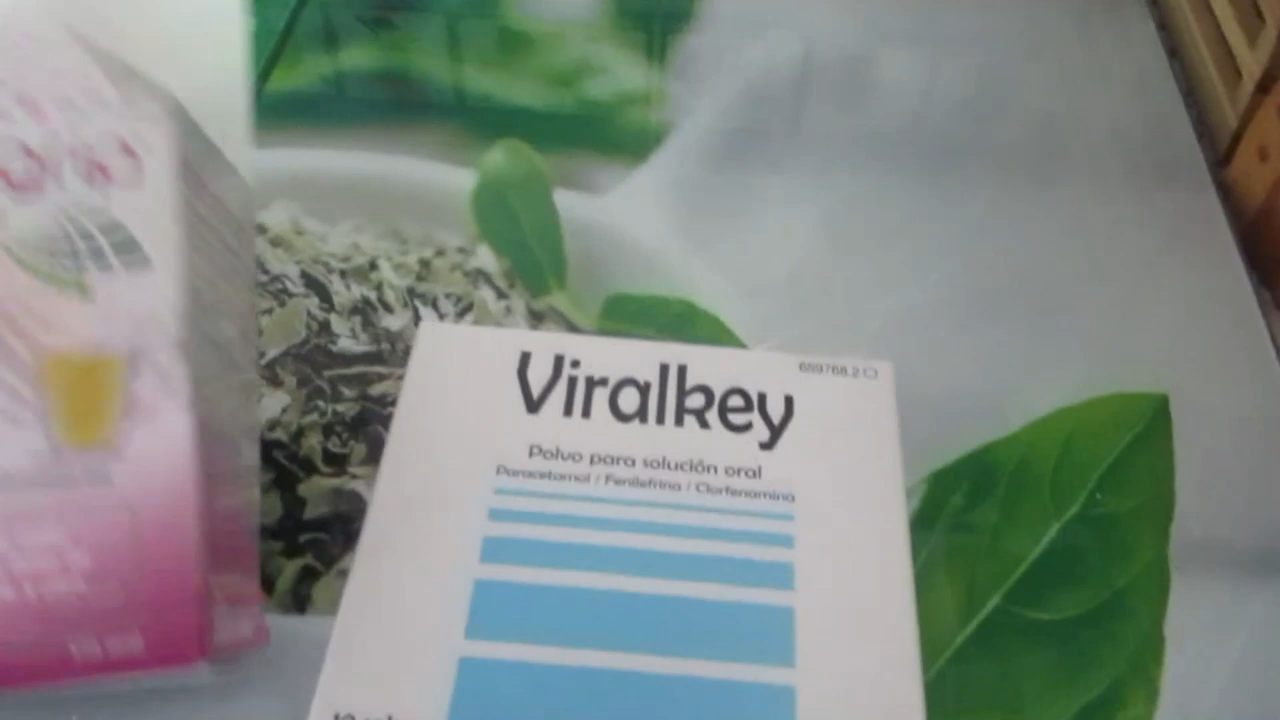 Viralkey
659768.2
Polvo para solución oral
Paracetamol / Fenilefrina / Clorfenamina